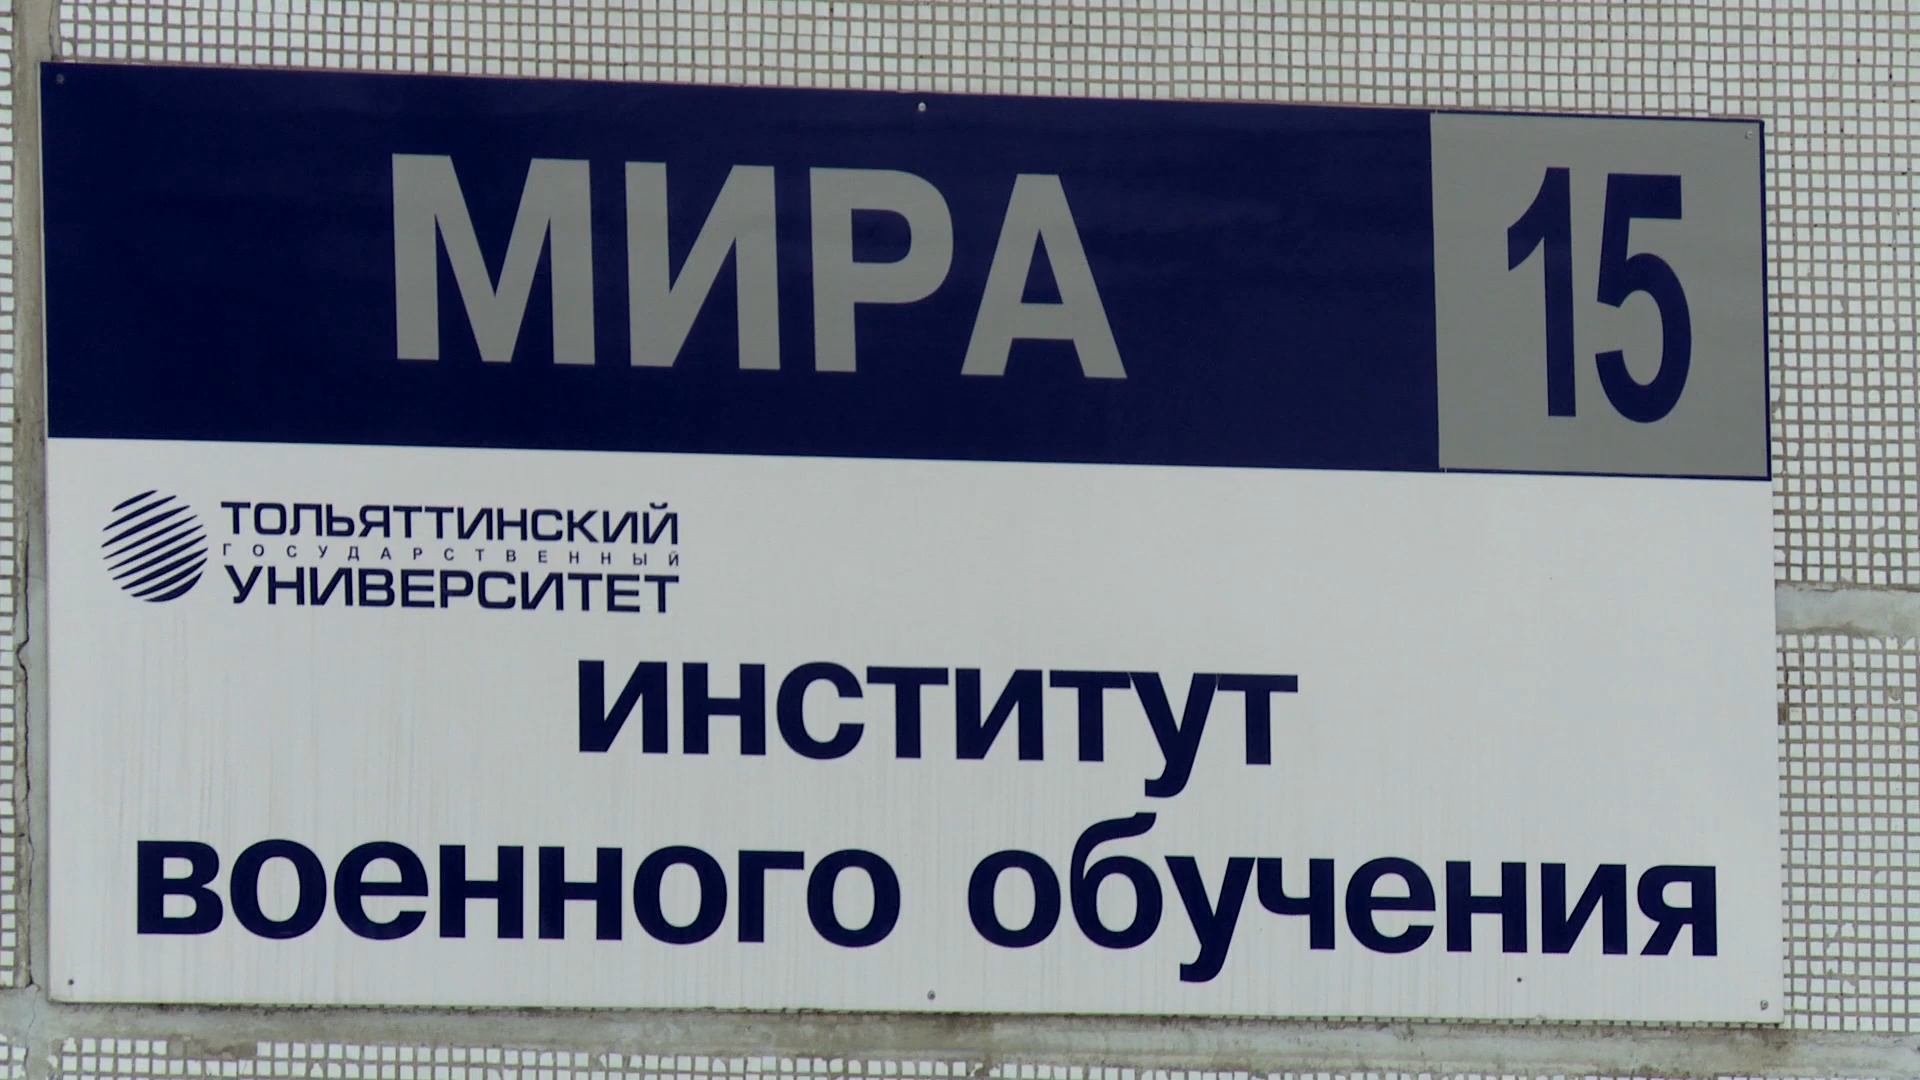 МИРА 15
ТОЛЬЯТТИНСКИЙ
ГОСУДАРСТВЕННЫЙ
УНИВЕРСИТЕТ
институт
военного обучения